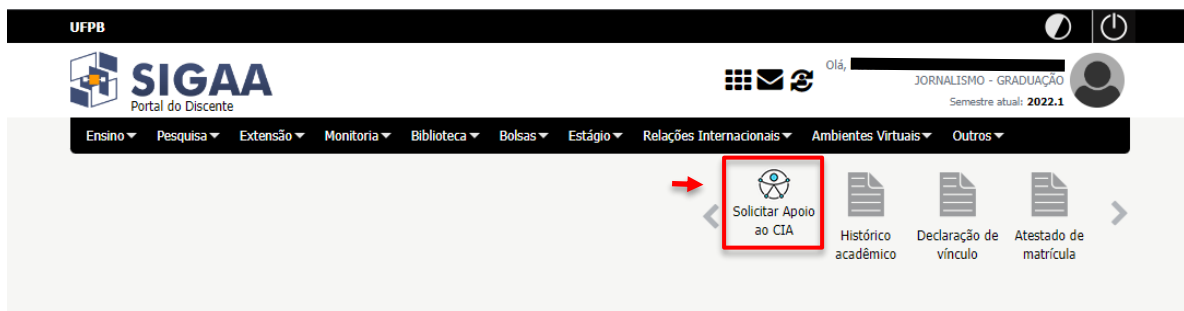 UFPB
SIGAA
Portal do Discente
Olá,
JORNALISMO - GRADUAÇÃO
Semestre atual: 2022.1
Ensino Pesquisa Extensão Monitoria Biblioteca Bolsas Estágio Relações Internacionais Ambientes Virtuais Outros
Solicitar Apoio
ao CIA
Histórico
acadêmico
Declaração de
vínculo
Atestado de
matrícula